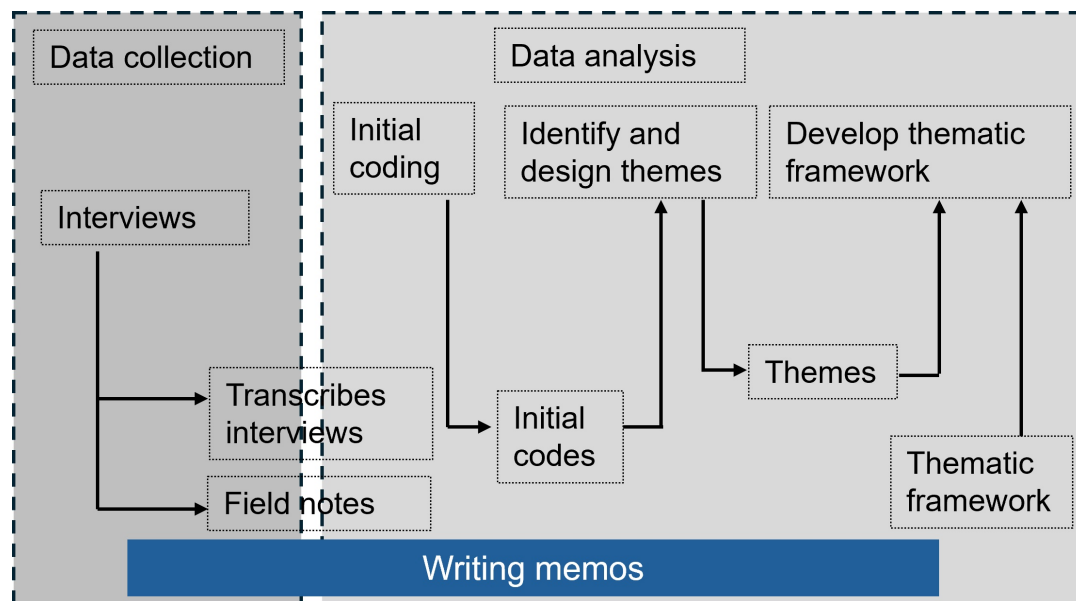 Data collection
Data analysis
Initial
coding
Identify and
design themes
Develop thematic
framework
Interviews
Themes
Transcribes
interviews
Initial
codes
Thematic
framework
Field notes
Writing memos